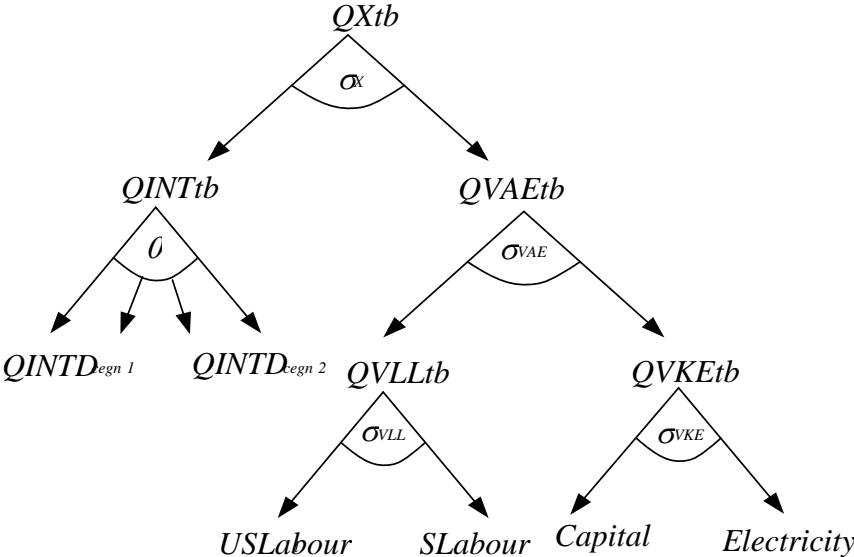 QXtb
σX
QINTtb QVAEtb
0 σVAE
QINTDcegn 1 QINTDcegn 2 QVLLtb QVKEtb
σVLL σVKE
USLabour SLabour Capital Electricity